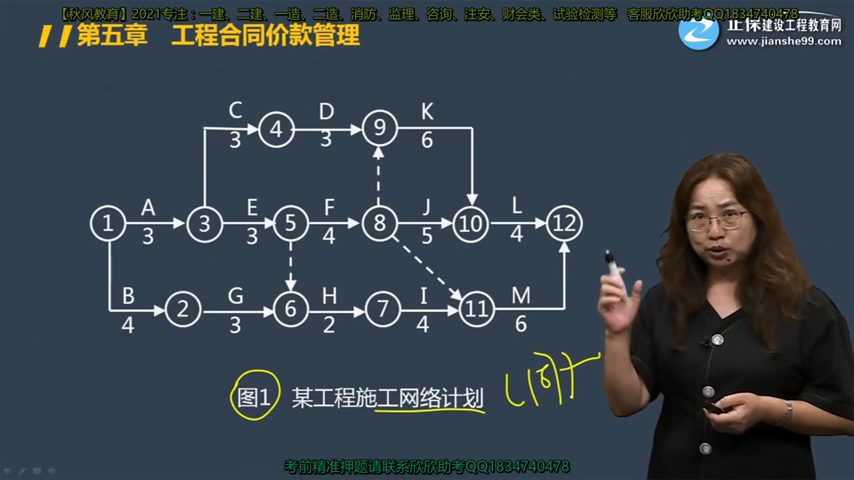 【秋风教育】2021专注：一建、二建、一造、二造、消防、监理、咨询、注安、财会类、试验检测等 客服欣欣助考QQ1834740478
第五章 工程合同价款管理
正保建设工程教育网
www.jianshe99.com
C
3
4
D
3
9
K
6
1
A
3
3
E
3
5
F
4
8
J
5
10
L
4
12
B
4
2
G
3
6
H
2
7
I
4
11
M
6
图1 某工程施工网络计划
考前精准押题请联系欣欣助考QQ1834740478